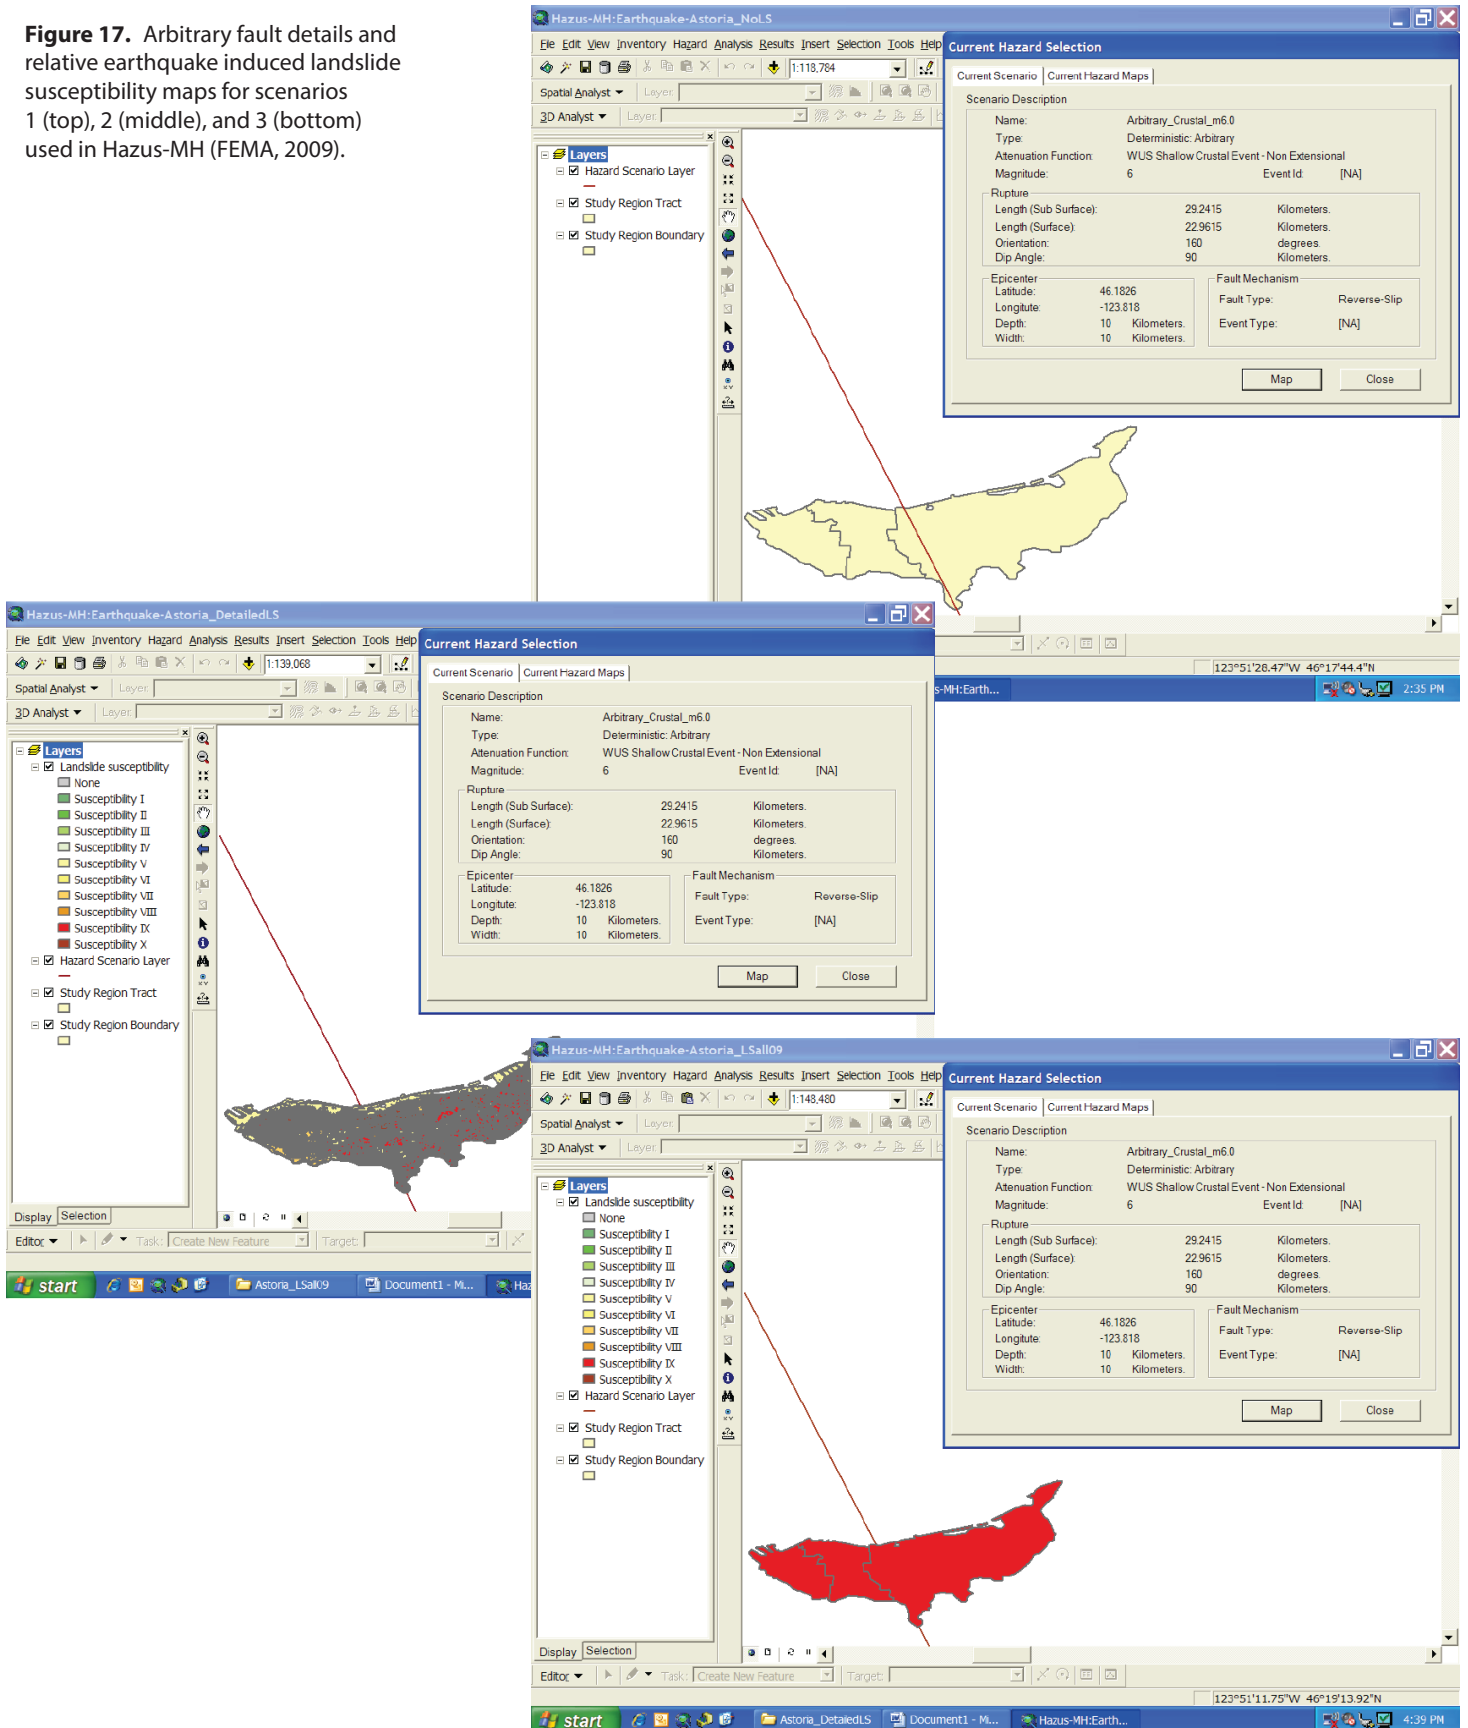 Figure 17. Arbitrary fault details and
relative earthquake induced landslide
susceptibility maps for scenarios
1 (top), 2 (middle), and 3 (bottom)
used in Hazus-MH (FEMA, 2009).
Hazus-MH:Earthquake-Astoria_NoLS
File Edit View Inventory Hazard Analysis Results Insert Selection Tools Help
1:118,784
Spatial Analyst Layer:
3D Analyst Layer:
Layers
Hazard Scenario Layer
Study Region Tract
Study Region Boundary
Current Hazard Selection
Current Scenario Current Hazard Maps
Scenario Description
Name: Arbitrary_Crustal_m6.0
Type: Deterministic: Arbitrary
Attenuation Function: WUS Shallow Crustal Event - Non Extensional
Magnitude: 6 Event Id: [NA]
Rupture
Length (Sub Surface): 29.2415 Kilometers.
Length (Surface): 22.9615 Kilometers.
Orientation: 160 degrees.
Dip Angle: 90 Kilometers.
Epicenter Fault Mechanism
Latitude: 46.1826
Longitute: -123.818
Fault Type: Reverse-Slip
Depth: 10 Kilometers.
Event Type: [NA]
Width: 10 Kilometers.
Map Close
123°51'28.47"W 46°17'44.4"N
s-MH:Earth... 2:35 PM
Hazus-MH:Earthquake-Astoria_DetailedLS
File Edit View Inventory Hazard Analysis Results Insert Selection Tools Help
1:139,068
Spatial Analyst Layer:
3D Analyst Layer:
Layers
Landslide susceptibility
None
Susceptibility I
Susceptibility II
Susceptibility III
Susceptibility IV
Susceptibility V
Susceptibility VI
Susceptibility VII
Susceptibility VIII
Susceptibility IX
Susceptibility X
Hazard Scenario Layer
Study Region Tract
Study Region Boundary
Display Selection
Editor Task: Create New Feature Target:
start Astoria_LSall09 Document1 - Mi... Haz
Current Hazard Selection
Current Scenario Current Hazard Maps
Scenario Description
Name: Arbitrary_Crustal_m6.0
Type: Deterministic: Arbitrary
Attenuation Function: WUS Shallow Crustal Event - Non Extensional
Magnitude: 6 Event Id: [NA]
Rupture
Length (Sub Surface): 29.2415 Kilometers.
Length (Surface): 22.9615 Kilometers.
Orientation: 160 degrees.
Dip Angle: 90 Kilometers.
Epicenter Fault Mechanism
Latitude: 46.1826
Longitute: -123.818
Fault Type: Reverse-Slip
Depth: 10 Kilometers.
Event Type: [NA]
Width: 10 Kilometers.
Map Close
Hazus-MH:Earthquake-Astoria_LSall09
File Edit View Inventory Hazard Analysis Results Insert Selection Tools Help
1:148,480
Spatial Analyst Layer:
3D Analyst Layer:
Layers
Landslide susceptibility
None
Susceptibility I
Susceptibility II
Susceptibility III
Susceptibility IV
Susceptibility V
Susceptibility VI
Susceptibility VII
Susceptibility VIII
Susceptibility IX
Susceptibility X
Hazard Scenario Layer
Study Region Tract
Study Region Boundary
Display Selection
Editor Task: Create New Feature Target:
Current Hazard Selection
Current Scenario Current Hazard Maps
Scenario Description
Name: Arbitrary_Crustal_m6.0
Type: Deterministic: Arbitrary
Attenuation Function: WUS Shallow Crustal Event - Non Extensional
Magnitude: 6 Event Id: [NA]
Rupture
Length (Sub Surface): 29.2415 Kilometers.
Length (Surface): 22.9615 Kilometers.
Orientation: 160 degrees.
Dip Angle: 90 Kilometers.
Epicenter Fault Mechanism
Latitude: 46.1826
Longitute: -123.818
Fault Type: Reverse-Slip
Depth: 10 Kilometers.
Event Type: [NA]
Width: 10 Kilometers.
Map Close
123°51'11.75"W 46°19'13.92"N
start Astoria_DetailedLS Document1 - Mi... Hazus-MH:Earth... 4:39 PM